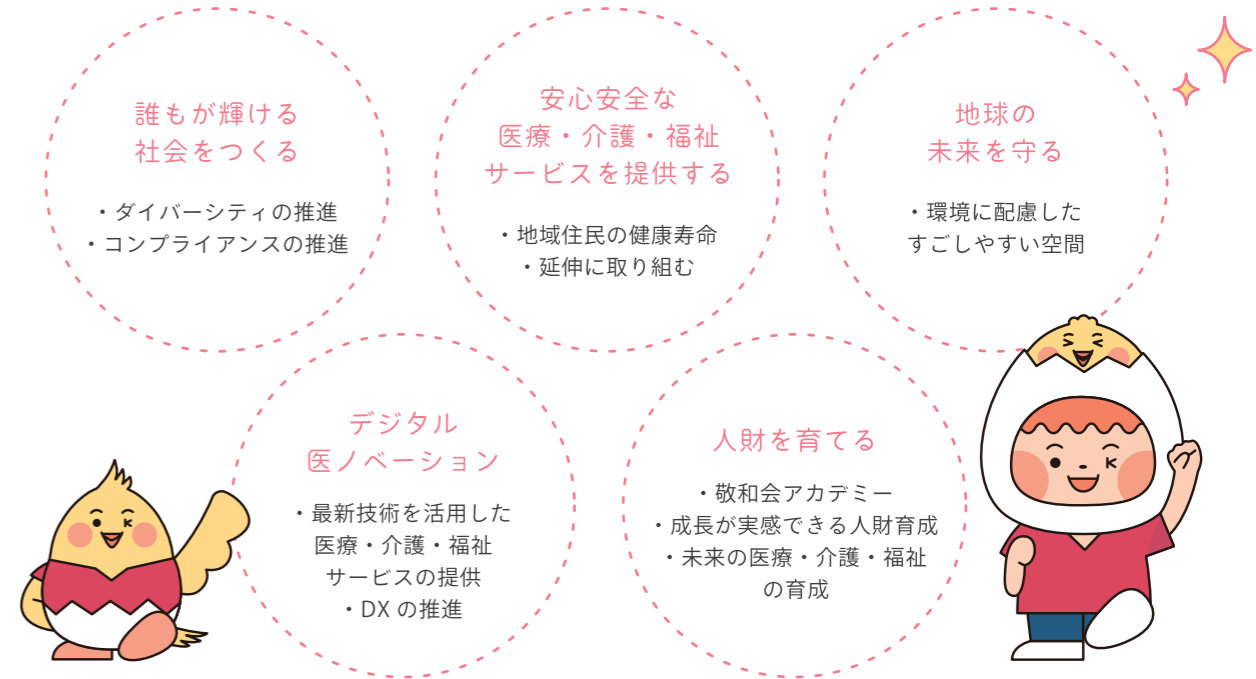 誰もが輝ける
社会をつくる
・ダイバーシティの推進
・コンプライアンスの推進
安心安全な
医療・介護・福祉
サービスを提供する
・地域住民の健康寿命
・延伸に取り組む
地球の
未来を守る
・環境に配慮した
すごしやすい空間
デジタル
医ノベーション
・最新技術を活用した
医療・介護・福祉
サービスの提供
・DX の推進
人財を育てる
・敬和会アカデミー
・成長が実感できる人財育成
・未来の医療・介護・福祉
の育成